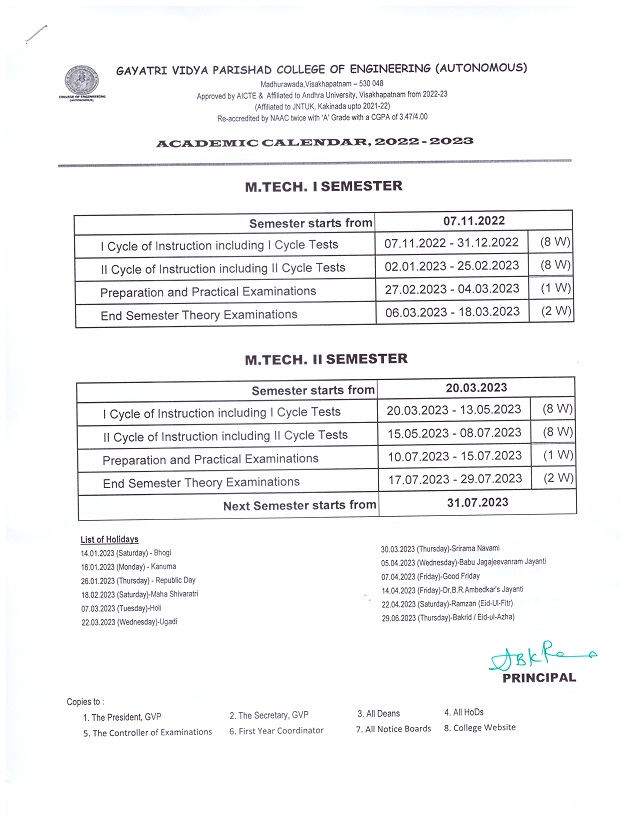 GAYATRI VIDYA PARISHAD COLLEGE OF ENGINEERING (AUTONOMOUS)
Madhurawada,Visakhapatnam – 530 048
Approved by AICTE & Affiliated to Andhra University, Visakhapatnam from 2022-23
(Affiliated to JNTUK, Kakinada upto 2021-22)
Re-accredited by NAAC twice with 'A' Grade with a CGPA of 3.47/4.00
COLLEGE OF ENGINEERING
(AUTONOMOUS)
ACADEMIC CALENDAR, 2022-2023
M.TECH. I SEMESTER
Semester starts from 07.11.2022
I Cycle of Instruction including I Cycle Tests 07.11.2022 - 31.12.2022 (8 W)
II Cycle of Instruction including II Cycle Tests 02.01.2023 - 25.02.2023 (8 W)
Preparation and Practical Examinations 27.02.2023 - 04.03.2023 (1 W)
End Semester Theory Examinations 06.03.2023 - 18.03.2023 (2 W)
M.TECH. II SEMESTER
Semester starts from 20.03.2023
I Cycle of Instruction including I Cycle Tests 20.03.2023 - 13.05.2023 (8 W)
II Cycle of Instruction including II Cycle Tests 15.05.2023 - 08.07.2023 (8 W)
Preparation and Practical Examinations 10.07.2023 - 15.07.2023 (1 W)
End Semester Theory Examinations 17.07.2023 - 29.07.2023 (2 W)
Next Semester starts from 31.07.2023
List of Holidays
14.01.2023 (Saturday) - Bhogi
16.01.2023 (Monday) - Kanuma
26.01.2023 (Thursday) - Republic Day
18.02.2023 (Saturday)-Maha Shivaratri
07.03.2023 (Tuesday)-Holi
22.03.2023 (Wednesday)-Ugadi
30.03.2023 (Thursday)-Srirama Navami
05.04.2023 (Wednesday)-Babu Jagajeevanram Jayanti
07.04.2023 (Friday)-Good Friday
14.04.2023 (Friday)-Dr.B.R.Ambedkar's Jayanti
22.04.2023 (Saturday)-Ramzan (Eid-Ul-Fitr)
29.06.2023 (Thursday)-Bakrid / Eid-ul-Azha)
PRINCIPAL
Copies to :
1. The President, GVP 2. The Secretary, GVP 3. All Deans 4. All HoDs
5. The Controller of Examinations 6. First Year Coordinator 7. All Notice Boards 8. College Website